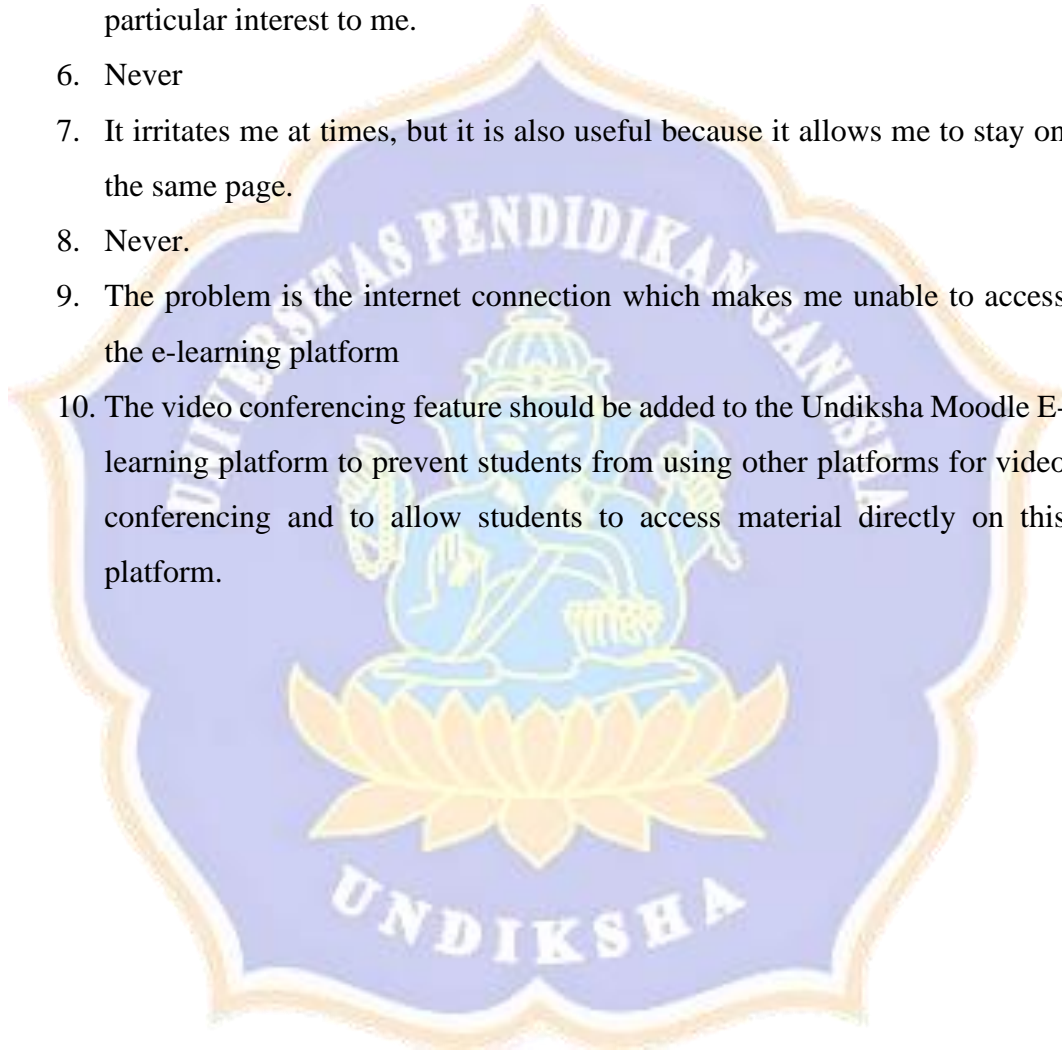 particular interest to me.
6. Never
7. It irritates me at times, but it is also useful because it allows me to stay on
the same page.
8. Never.
9. The problem is the internet connection which makes me unable to access
the e-learning platform
10. The video conferencing feature should be added to the Undiksha Moodle E-
learning platform to prevent students from using other platforms for video
conferencing and to allow students to access material directly on this
platform.
UNIVERSITAS PENDIDIKAN GANESHA
UNDIKSHA